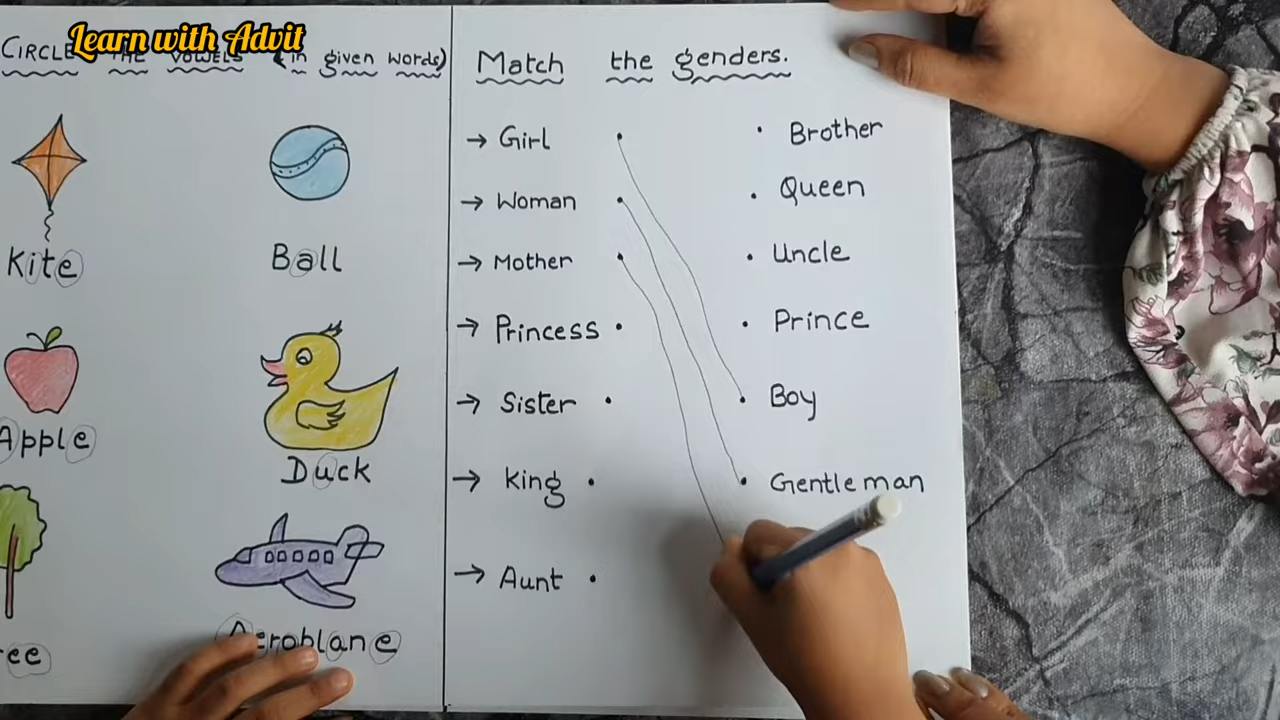 Learn with Advit
CIRCLE THE VOWELS (in given words)
Kite
Ball
Apple
Duck
ee
Aeroplane
Match the genders.
→ Girl
→ Woman
→ Mother
→ Princess
→ Sister
→ King
→ Aunt
Brother
Queen
Uncle
Prince
Boy
Gentleman